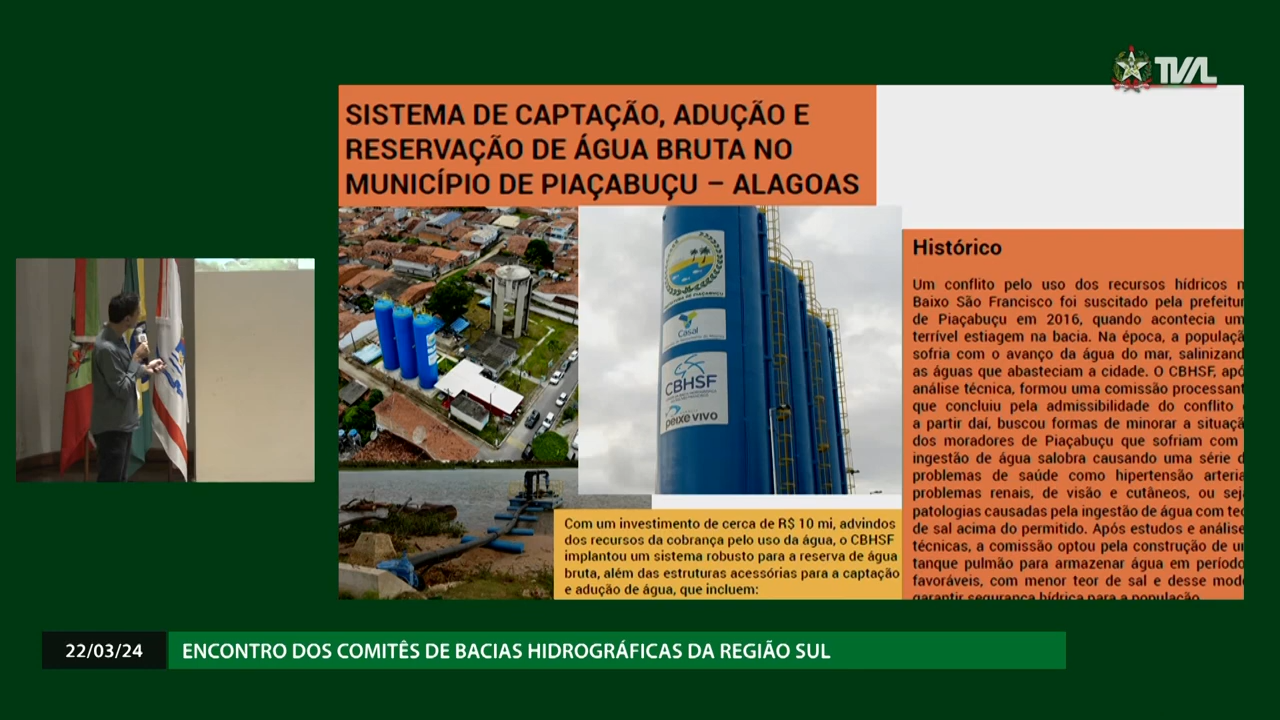 TVAL
SISTEMA DE CAPTAÇÃO, ADUÇÃO E
RESERVAÇÃO DE ÁGUA BRUTA NO
MUNICÍPIO DE PIAÇABUÇU – ALAGOAS
Casal
CBHSF
peixe vivo
Com um investimento de cerca de R$ 10 mi, advindos
dos recursos da cobrança pelo uso da água, o CBHSF
implantou um sistema robusto para a reserva de água
bruta, além das estruturas acessórias para a captação
e adução de água, que incluem:
Histórico
Um conflito pelo uso dos recursos hídricos n
Baixo São Francisco foi suscitado pela prefeitur
de Piaçabuçu em 2016, quando acontecia um
terrível estiagem na bacia. Na época, a populaçã
sofria com o avanço da água do mar, salinizand
as águas que abasteciam a cidade. O CBHSF, apó
análise técnica, formou uma comissão processant
que concluiu pela admissibilidade do conflito
a partir daí, buscou formas de minorar a situaçã
dos moradores de Piaçabuçu que sofriam com
ingestão de água salobra causando uma série d
problemas de saúde como hipertensão arteria
problemas renais, de visão e cutâneos, ou sej
patologias causadas pela ingestão de água com teo
de sal acima do permitido. Após estudos e anális
técnicas, a comissão optou pela construção de u
tanque pulmão para armazenar água em período
favoráveis, com menor teor de sal e desse mod
garantir segurança hídrica para a população
22/03/24
ENCONTRO DOS COMITÊS DE BACIAS HIDROGRÁFICAS DA REGIÃO SUL